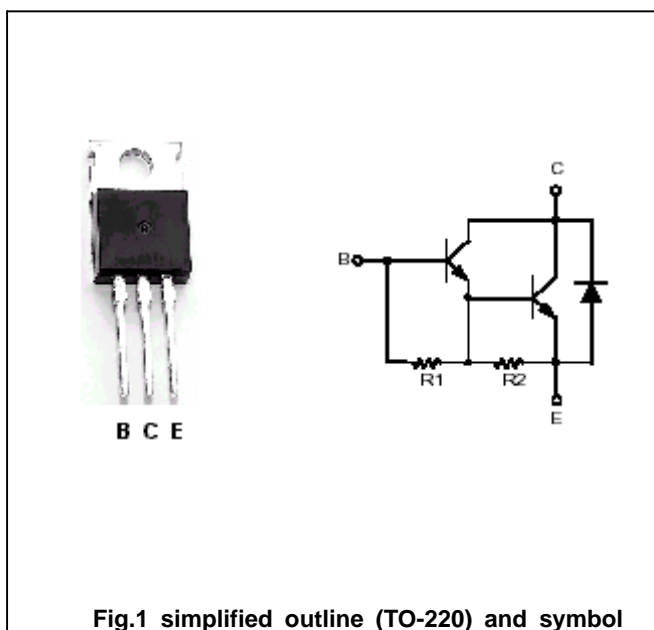 C
B
R1 R2
E
B C E
Fig.1 simplified outline (TO-220) and symbol